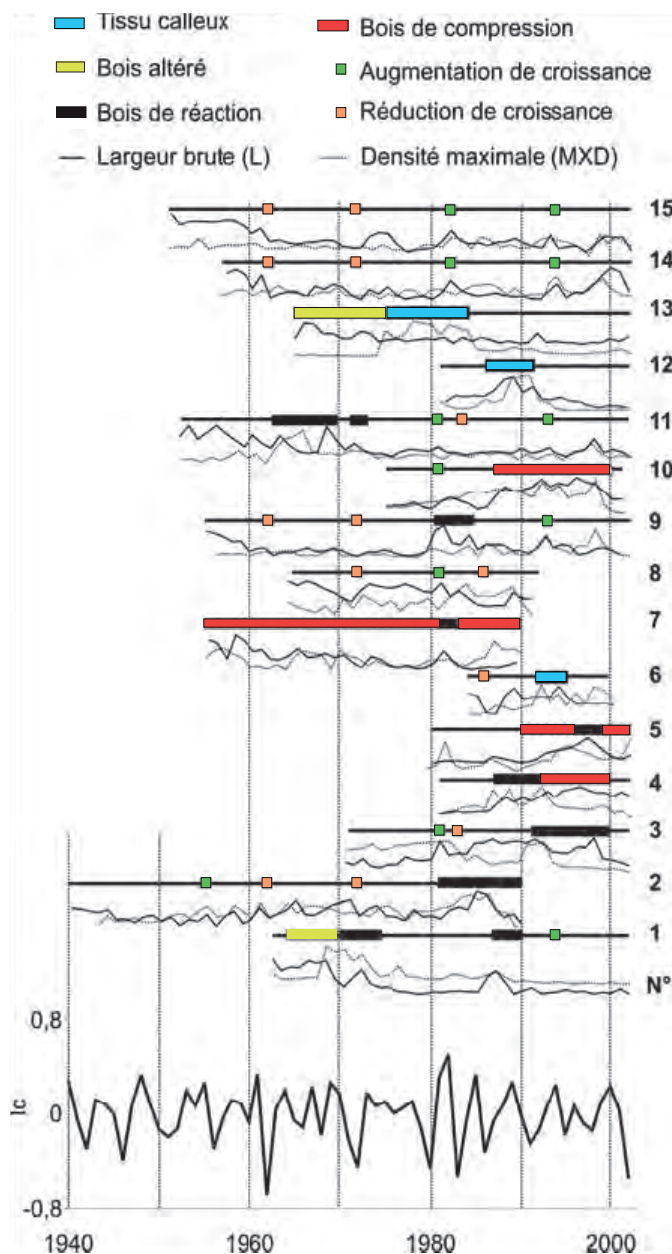 Tissu calleux
Bois de compression
Bois altéré
Augmentation de croissance
Bois de réaction
Réduction de croissance
Largeur brute (L)
Densité maximale (MXD)
15
14
13
12
11
10
9
8
7
6
5
4
3
2
1
N°
0,8
Ic
0
-0,8
1940
1960
1980
2000